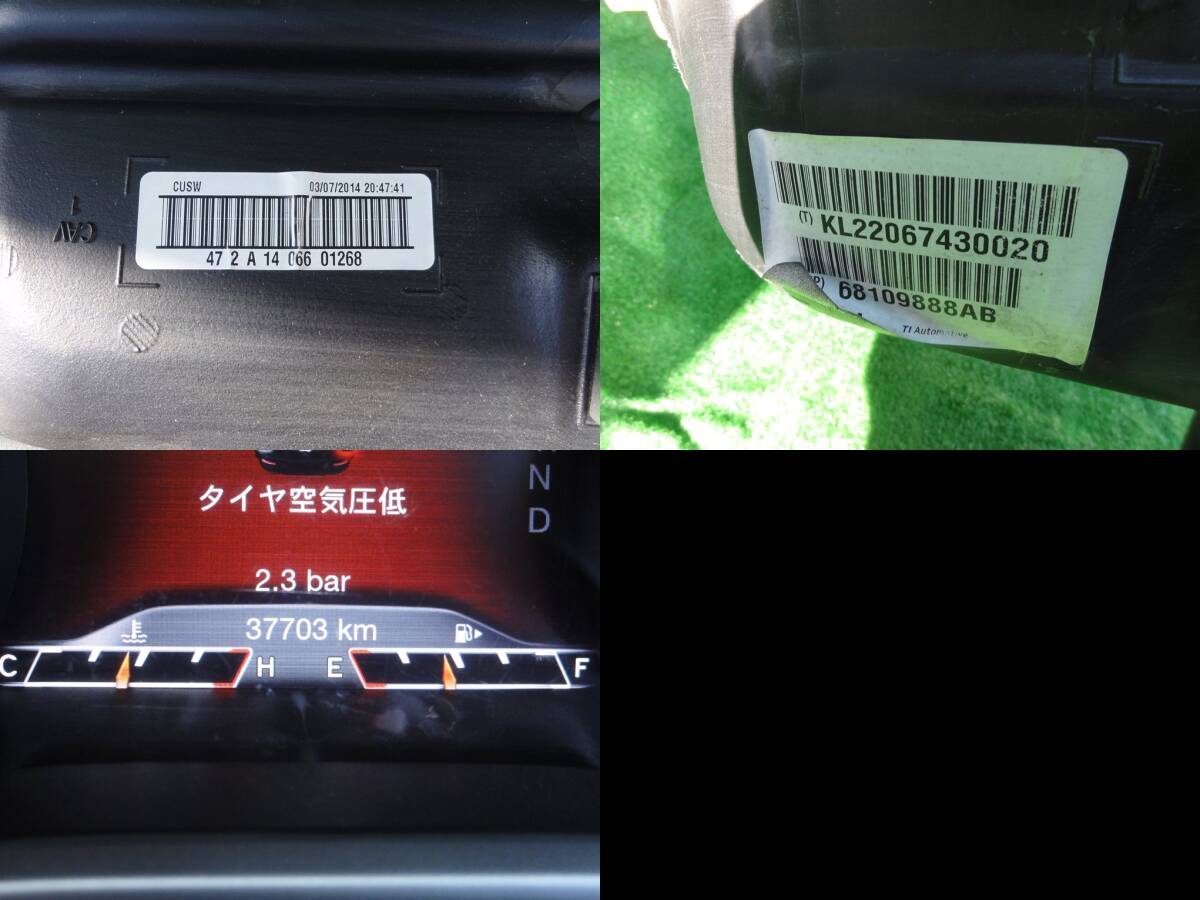 CUSW 03/07/2014 20:47:41
47 2 A 14 066 01268
CAV
1
(T) KL22067430020
68109888AB
TI Automotive
タイヤ空気圧低
N
D
2.3 bar
37703 km
C H E F